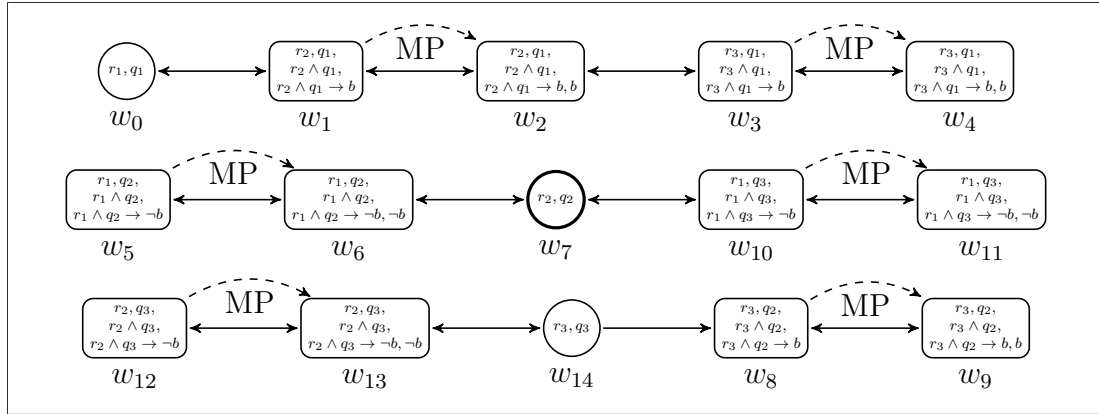 r₁, q₁
w₀
r₂, q₁,
r₂ ∧ q₁,
r₂ ∧ q₁ → b
w₁
MP
r₂, q₁,
r₂ ∧ q₁,
r₂ ∧ q₁ → b, b
w₂
r₃, q₁,
r₃ ∧ q₁,
r₃ ∧ q₁ → b
w₃
MP
r₃, q₁,
r₃ ∧ q₁,
r₃ ∧ q₁ → b, b
w₄
r₁, q₂,
r₁ ∧ q₂,
r₁ ∧ q₂ → ¬b
w₅
MP
r₁, q₂,
r₁ ∧ q₂,
r₁ ∧ q₂ → ¬b, ¬b
w₆
r₂, q₂
w₇
r₁, q₃,
r₁ ∧ q₃,
r₁ ∧ q₃ → ¬b
w₁₀
MP
r₁, q₃,
r₁ ∧ q₃,
r₁ ∧ q₃ → ¬b, ¬b
w₁₁
r₂, q₃,
r₂ ∧ q₃,
r₂ ∧ q₃ → ¬b
w₁₂
MP
r₂, q₃,
r₂ ∧ q₃,
r₂ ∧ q₃ → ¬b, ¬b
w₁₃
r₃, q₃
w₁₄
r₃, q₂,
r₃ ∧ q₂,
r₃ ∧ q₂ → b
w₈
MP
r₃, q₂,
r₃ ∧ q₂,
r₃ ∧ q₂ → b, b
w₉